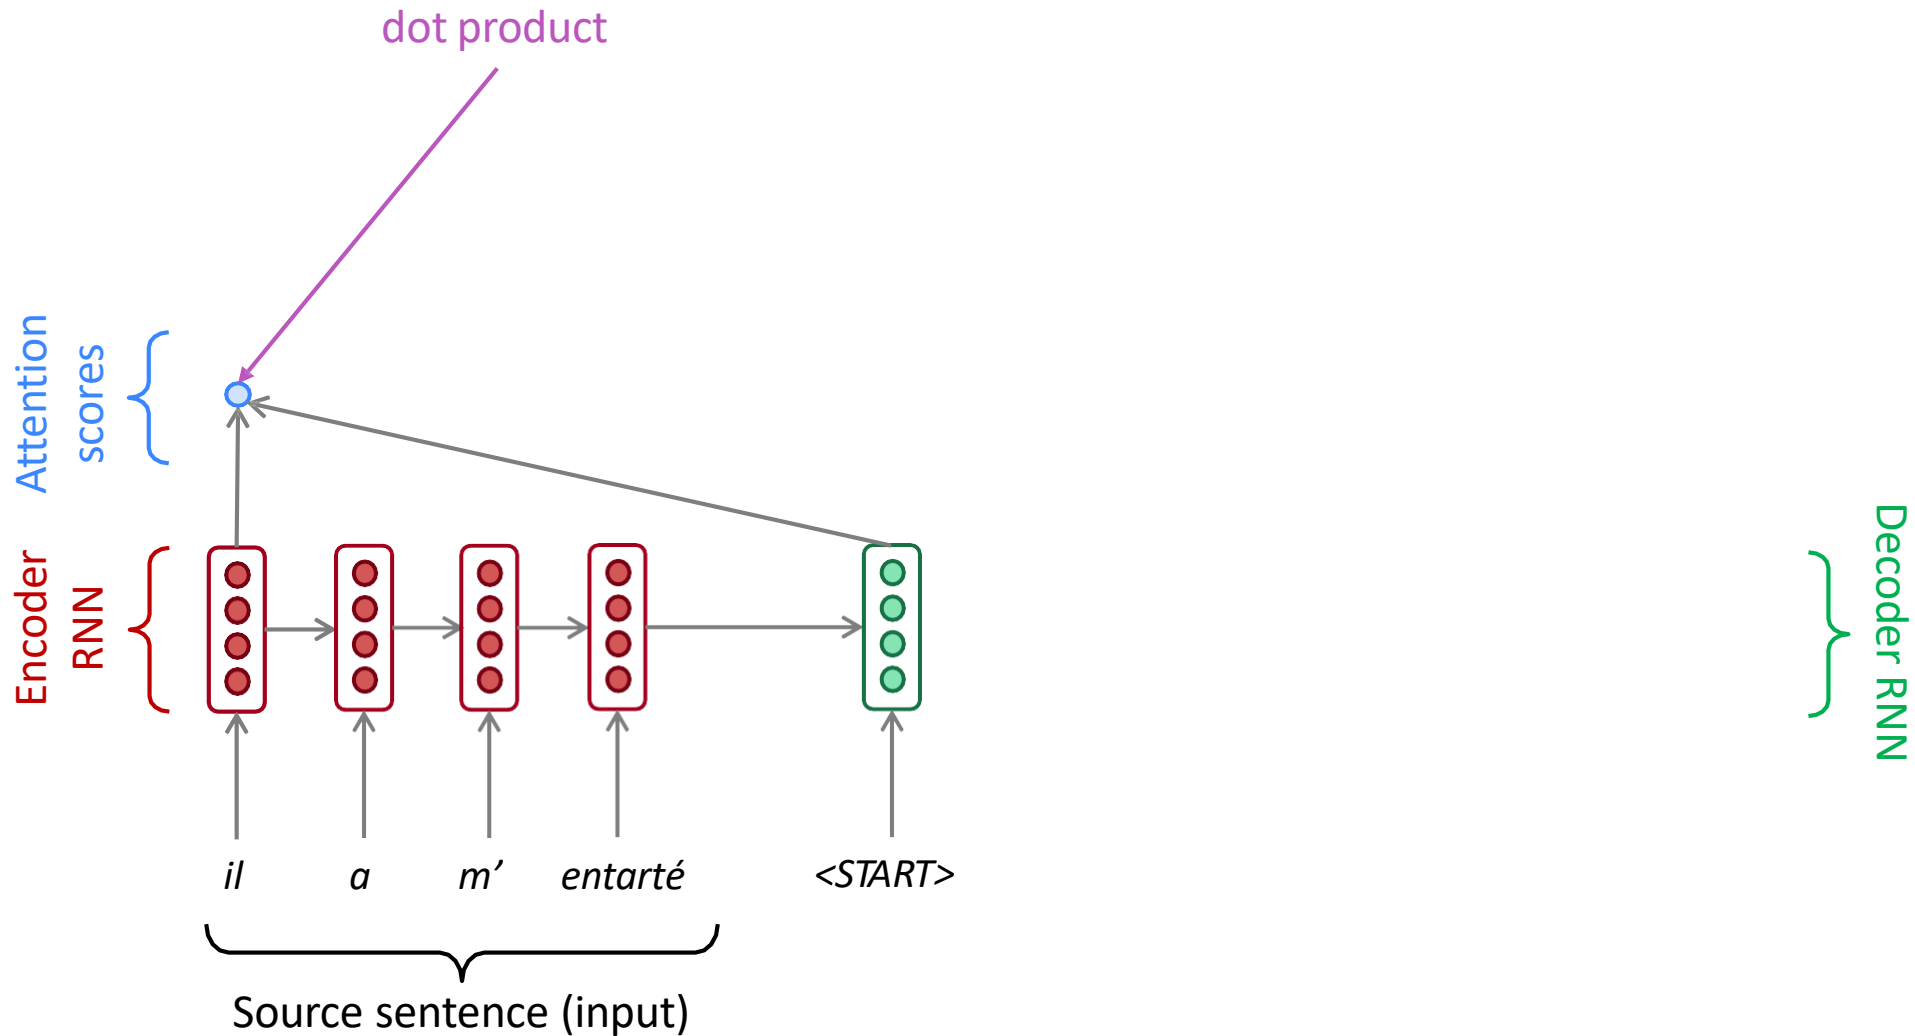 dot product
Attention
scores
Encoder
RNN
Decoder RNN
il a m’ entarté <START>
Source sentence (input)